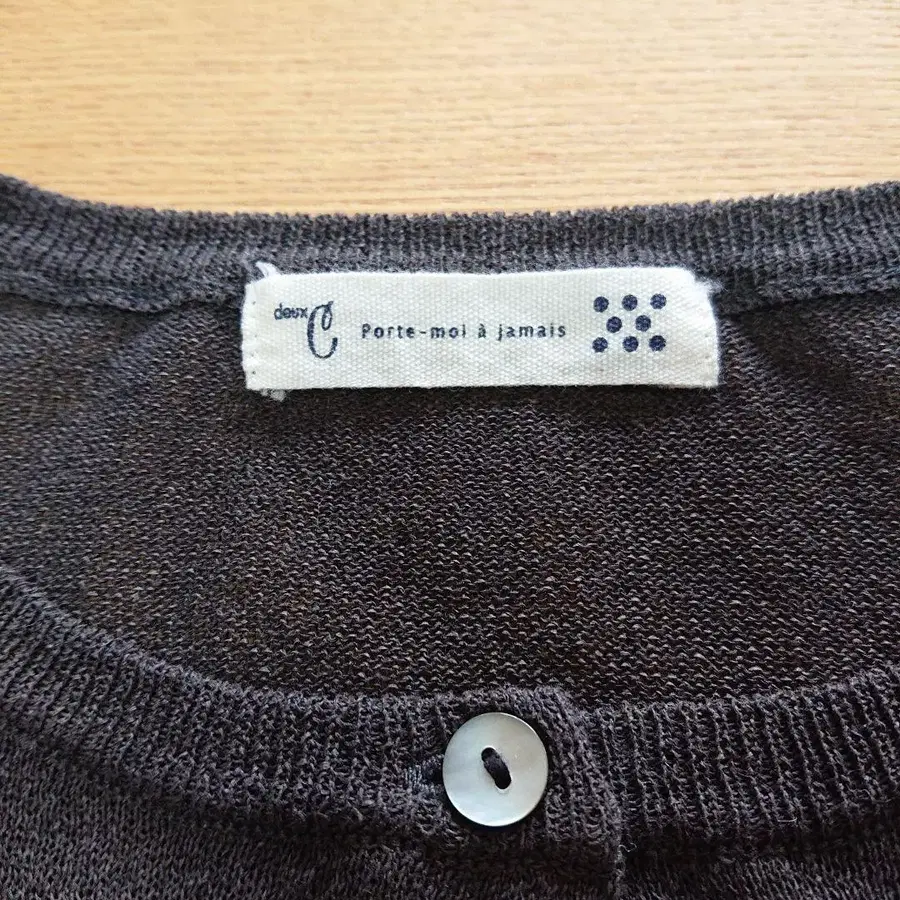 deux C
Porte-moi à jamais